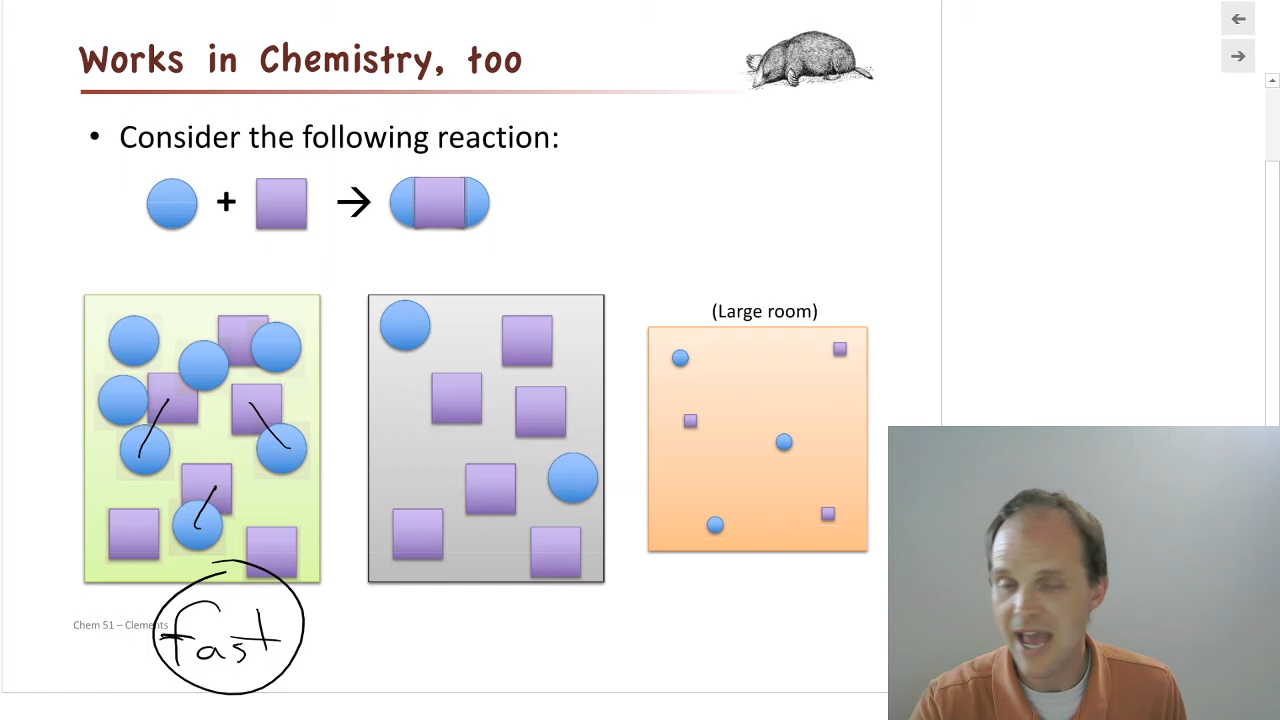 Works in Chemistry, too
• Consider the following reaction:
+ →
(Large room)
Chem 51 – Clements
fast